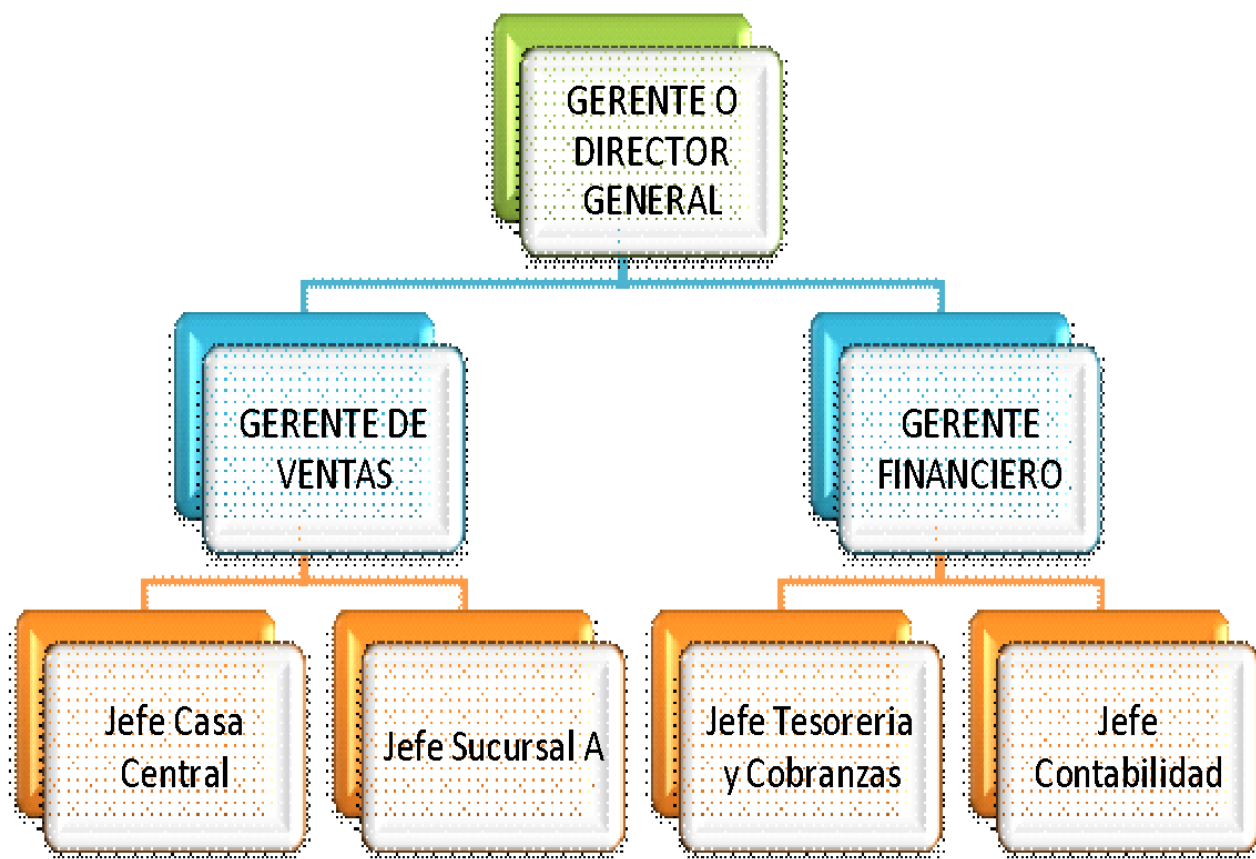 GERENTE O
DIRECTOR
GENERAL
GERENTE DE
VENTAS
GERENTE
FINANCIERO
Jefe Casa
Central
Jefe Sucursal A
Jefe Tesoreria
y Cobranzas
Jefe
Contabilidad